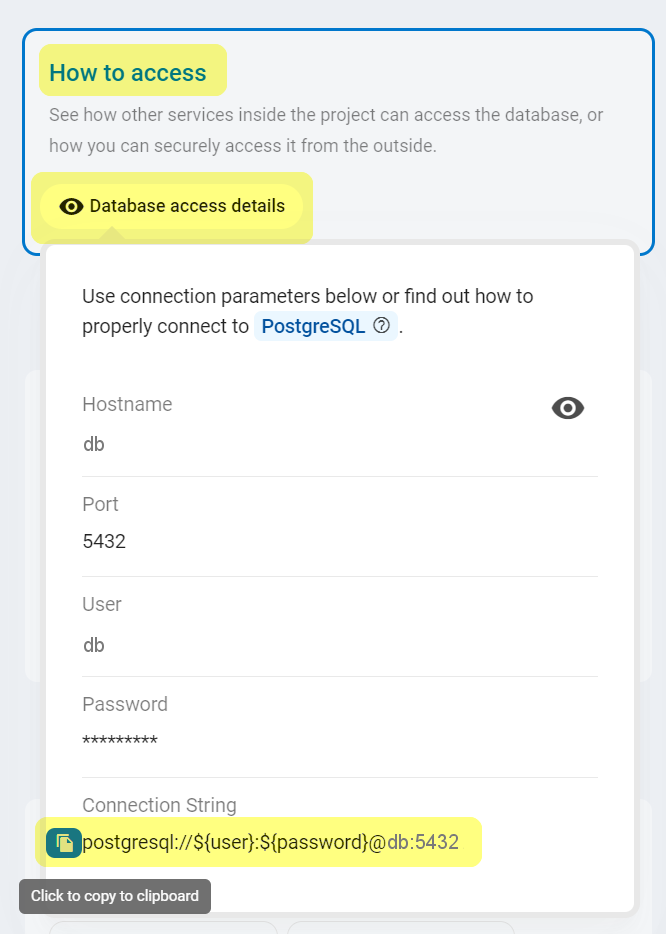 How to access
See how other services inside the project can access the database, or
how you can securely access it from the outside.
Database access details
Use connection parameters below or find out how to
properly connect to PostgreSQL ? .
Hostname
db
Port
5432
User
db
Password
*********
Connection String
postgresql://${user}:${password}@db:5432
Click to copy to clipboard